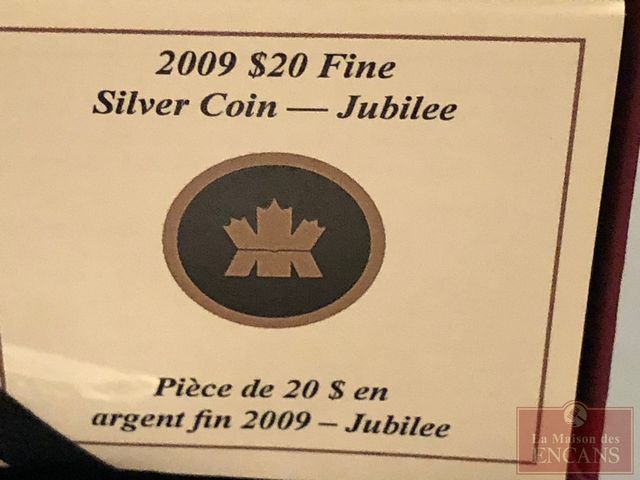 2009 $20 Fine
Silver Coin — Jubilee
Pièce de 20 $ en
argent fin 2009 – Jubilee
La Maison des
ENCANS